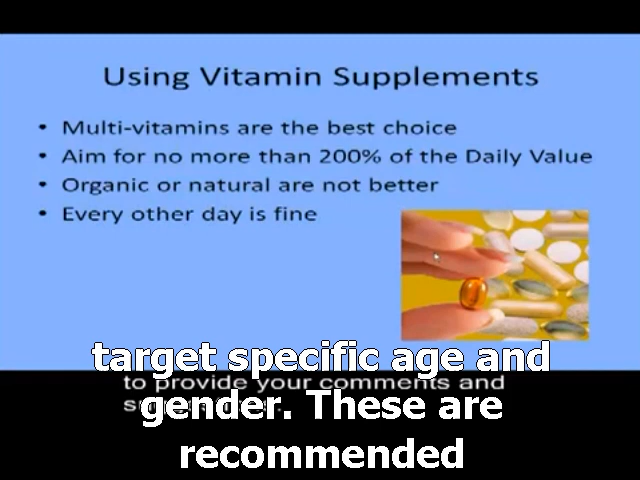 Using Vitamin Supplements
• Multi-vitamins are the best choice
• Aim for no more than 200% of the Daily Value
• Organic or natural are not better
• Every other day is fine
target specific age and
to provide your comments and
gender. These are
recommended